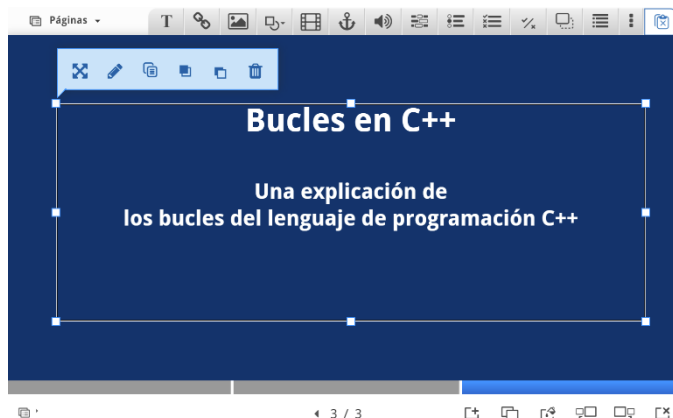 Páginas
T
Bucles en C++
Una explicación de
los bucles del lenguaje de programación C++
3 / 3